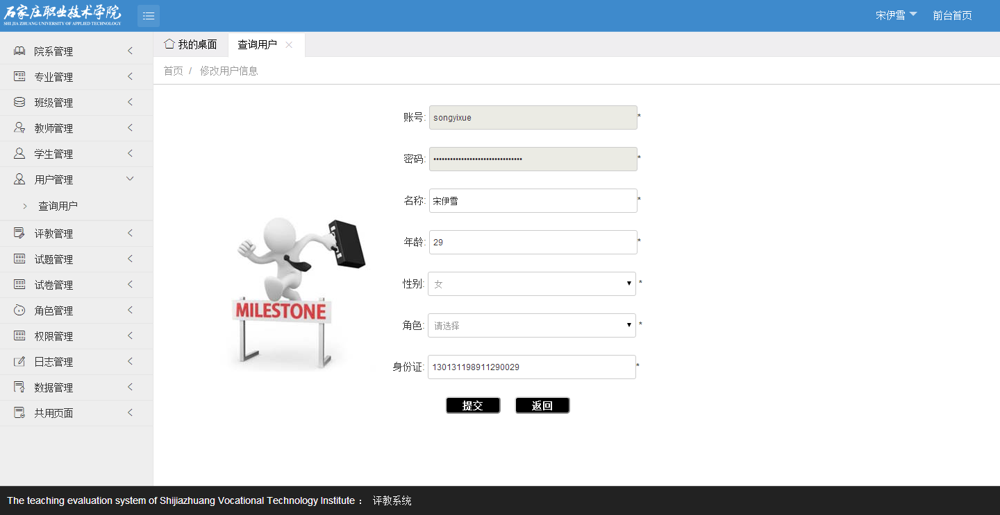 石家庄职业技术学院
SHI JIA ZHUANG UNIVERSITY OF APPLIED TECHNOLOGY
宋伊雪
前台首页
院系管理
专业管理
班级管理
教师管理
学生管理
用户管理
查询用户
评教管理
试题管理
试卷管理
角色管理
权限管理
日志管理
数据管理
共用页面
我的桌面
查询用户
首页 / 修改用户信息
MILESTONE
账号: songyixue *
密码: •••••••••••••••••••••••••••••••• *
名称: 宋伊雪 *
年龄: 29 *
性别: 女 *
角色: 请选择 *
身份证: 130131198911290029 *
提交
返回
The teaching evaluation system of Shijiazhuang Vocational Technology Institute ： 评教系统